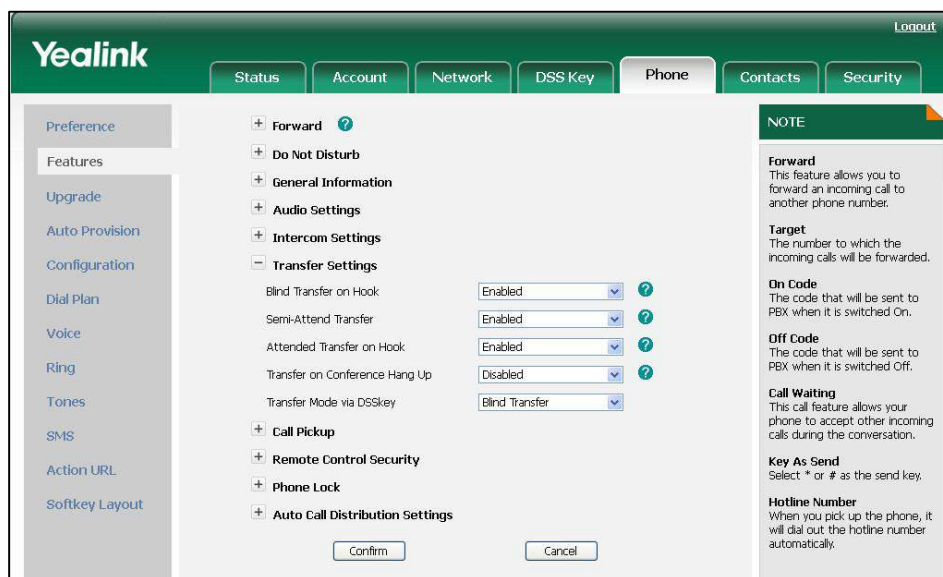 Logout
Yealink
Status Account Network DSS Key Phone Contacts Security
Preference
Features
Upgrade
Auto Provision
Configuration
Dial Plan
Voice
Ring
Tones
SMS
Action URL
Softkey Layout
+ Forward ?
+ Do Not Disturb
+ General Information
+ Audio Settings
+ Intercom Settings
− Transfer Settings
Blind Transfer on Hook Enabled ?
Semi-Attend Transfer Enabled ?
Attended Transfer on Hook Enabled ?
Transfer on Conference Hang Up Disabled ?
Transfer Mode via DSSkey Blind Transfer
+ Call Pickup
+ Remote Control Security
+ Phone Lock
+ Auto Call Distribution Settings
Confirm Cancel
NOTE
Forward
This feature allows you to
forward an incoming call to
another phone number.
Target
The number to which the
incoming calls will be forwarded.
On Code
The code that will be sent to
PBX when it is switched On.
Off Code
The code that will be sent to
PBX when it is switched Off.
Call Waiting
This call feature allows your
phone to accept other incoming
calls during the conversation.
Key As Send
Select * or # as the send key.
Hotline Number
When you pick up the phone, it
will dial out the hotline number
automatically.